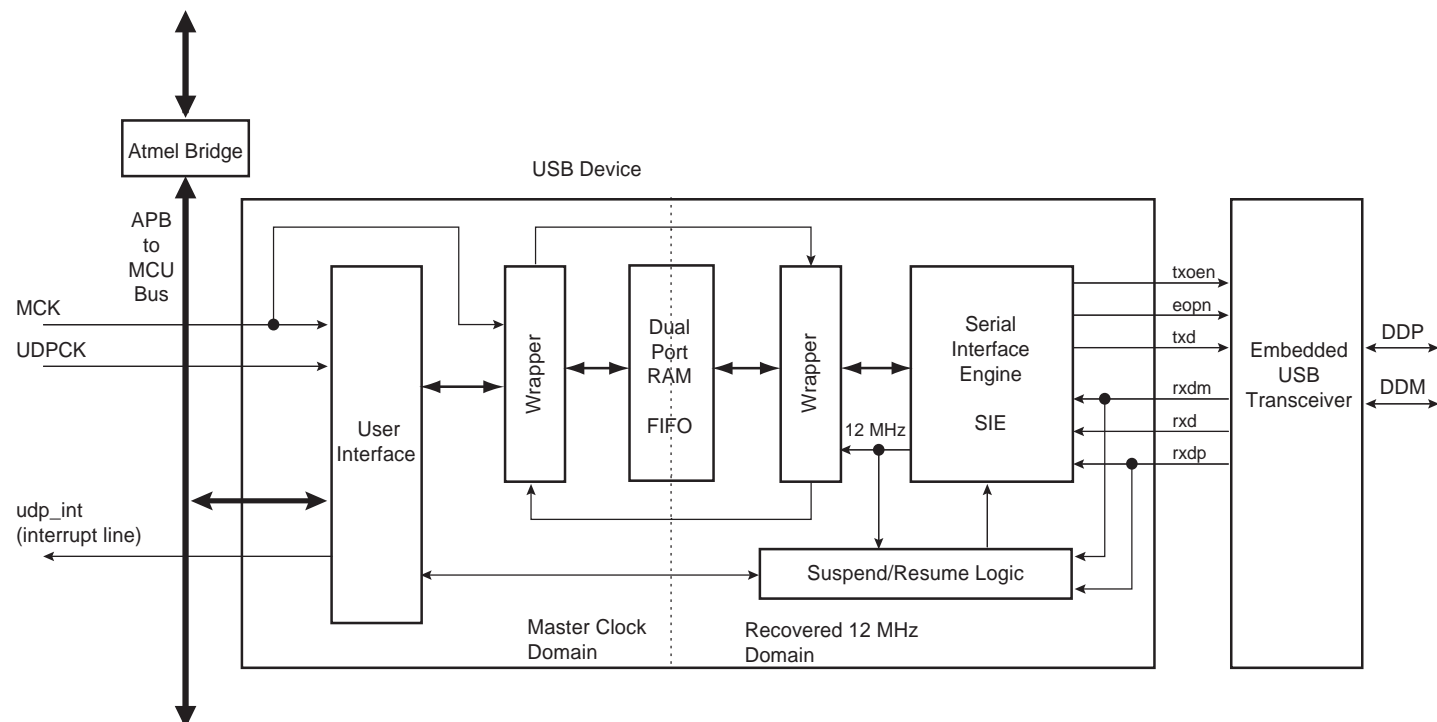 Atmel Bridge
USB Device
APB
to
MCU
Bus
MCK
UDPCK
udp_int
(interrupt line)
User
Interface
Wrapper
Dual
Port
RAM
FIFO
Wrapper
12 MHz
Serial
Interface
Engine
SIE
Suspend/Resume Logic
Master Clock
Domain
Recovered 12 MHz
Domain
txoen
eopn
txd
rxdm
rxd
rxdp
Embedded
USB
Transceiver
DDP
DDM